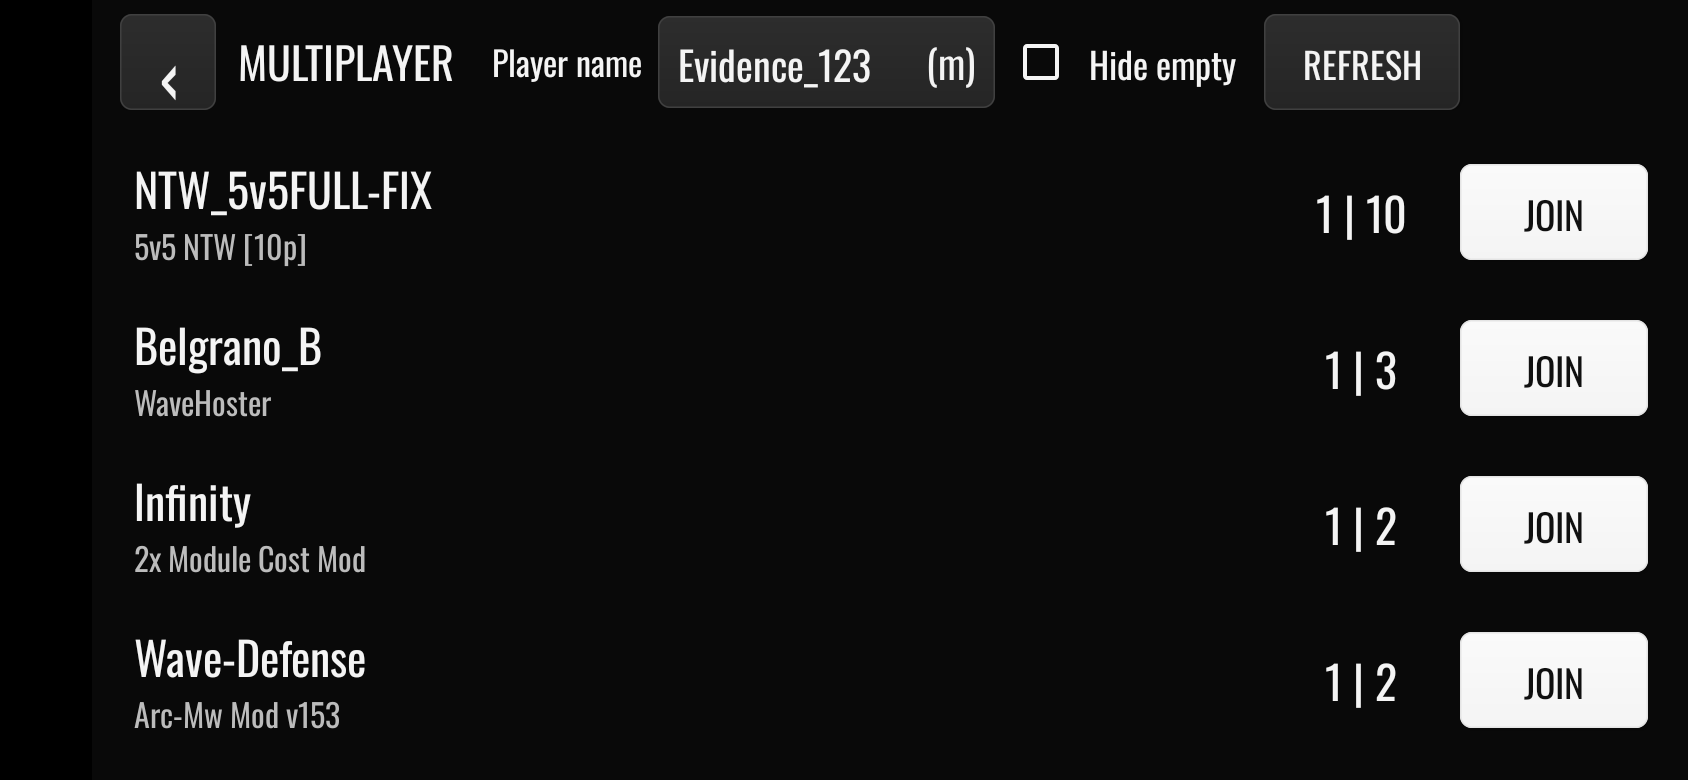 ‹ MULTIPLAYER Player name Evidence_123 (m) Hide empty REFRESH
NTW_5v5FULL-FIX
5v5 NTW [10p]
1 | 10 JOIN
Belgrano_B
WaveHoster
1 | 3 JOIN
Infinity
2x Module Cost Mod
1 | 2 JOIN
Wave-Defense
Arc-Mw Mod v153
1 | 2 JOIN